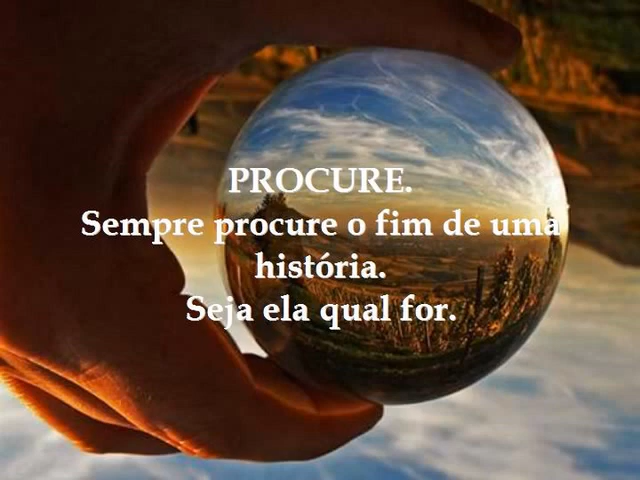 PROCURE.
Sempre procure o fim de uma
história.
Seja ela qual for.